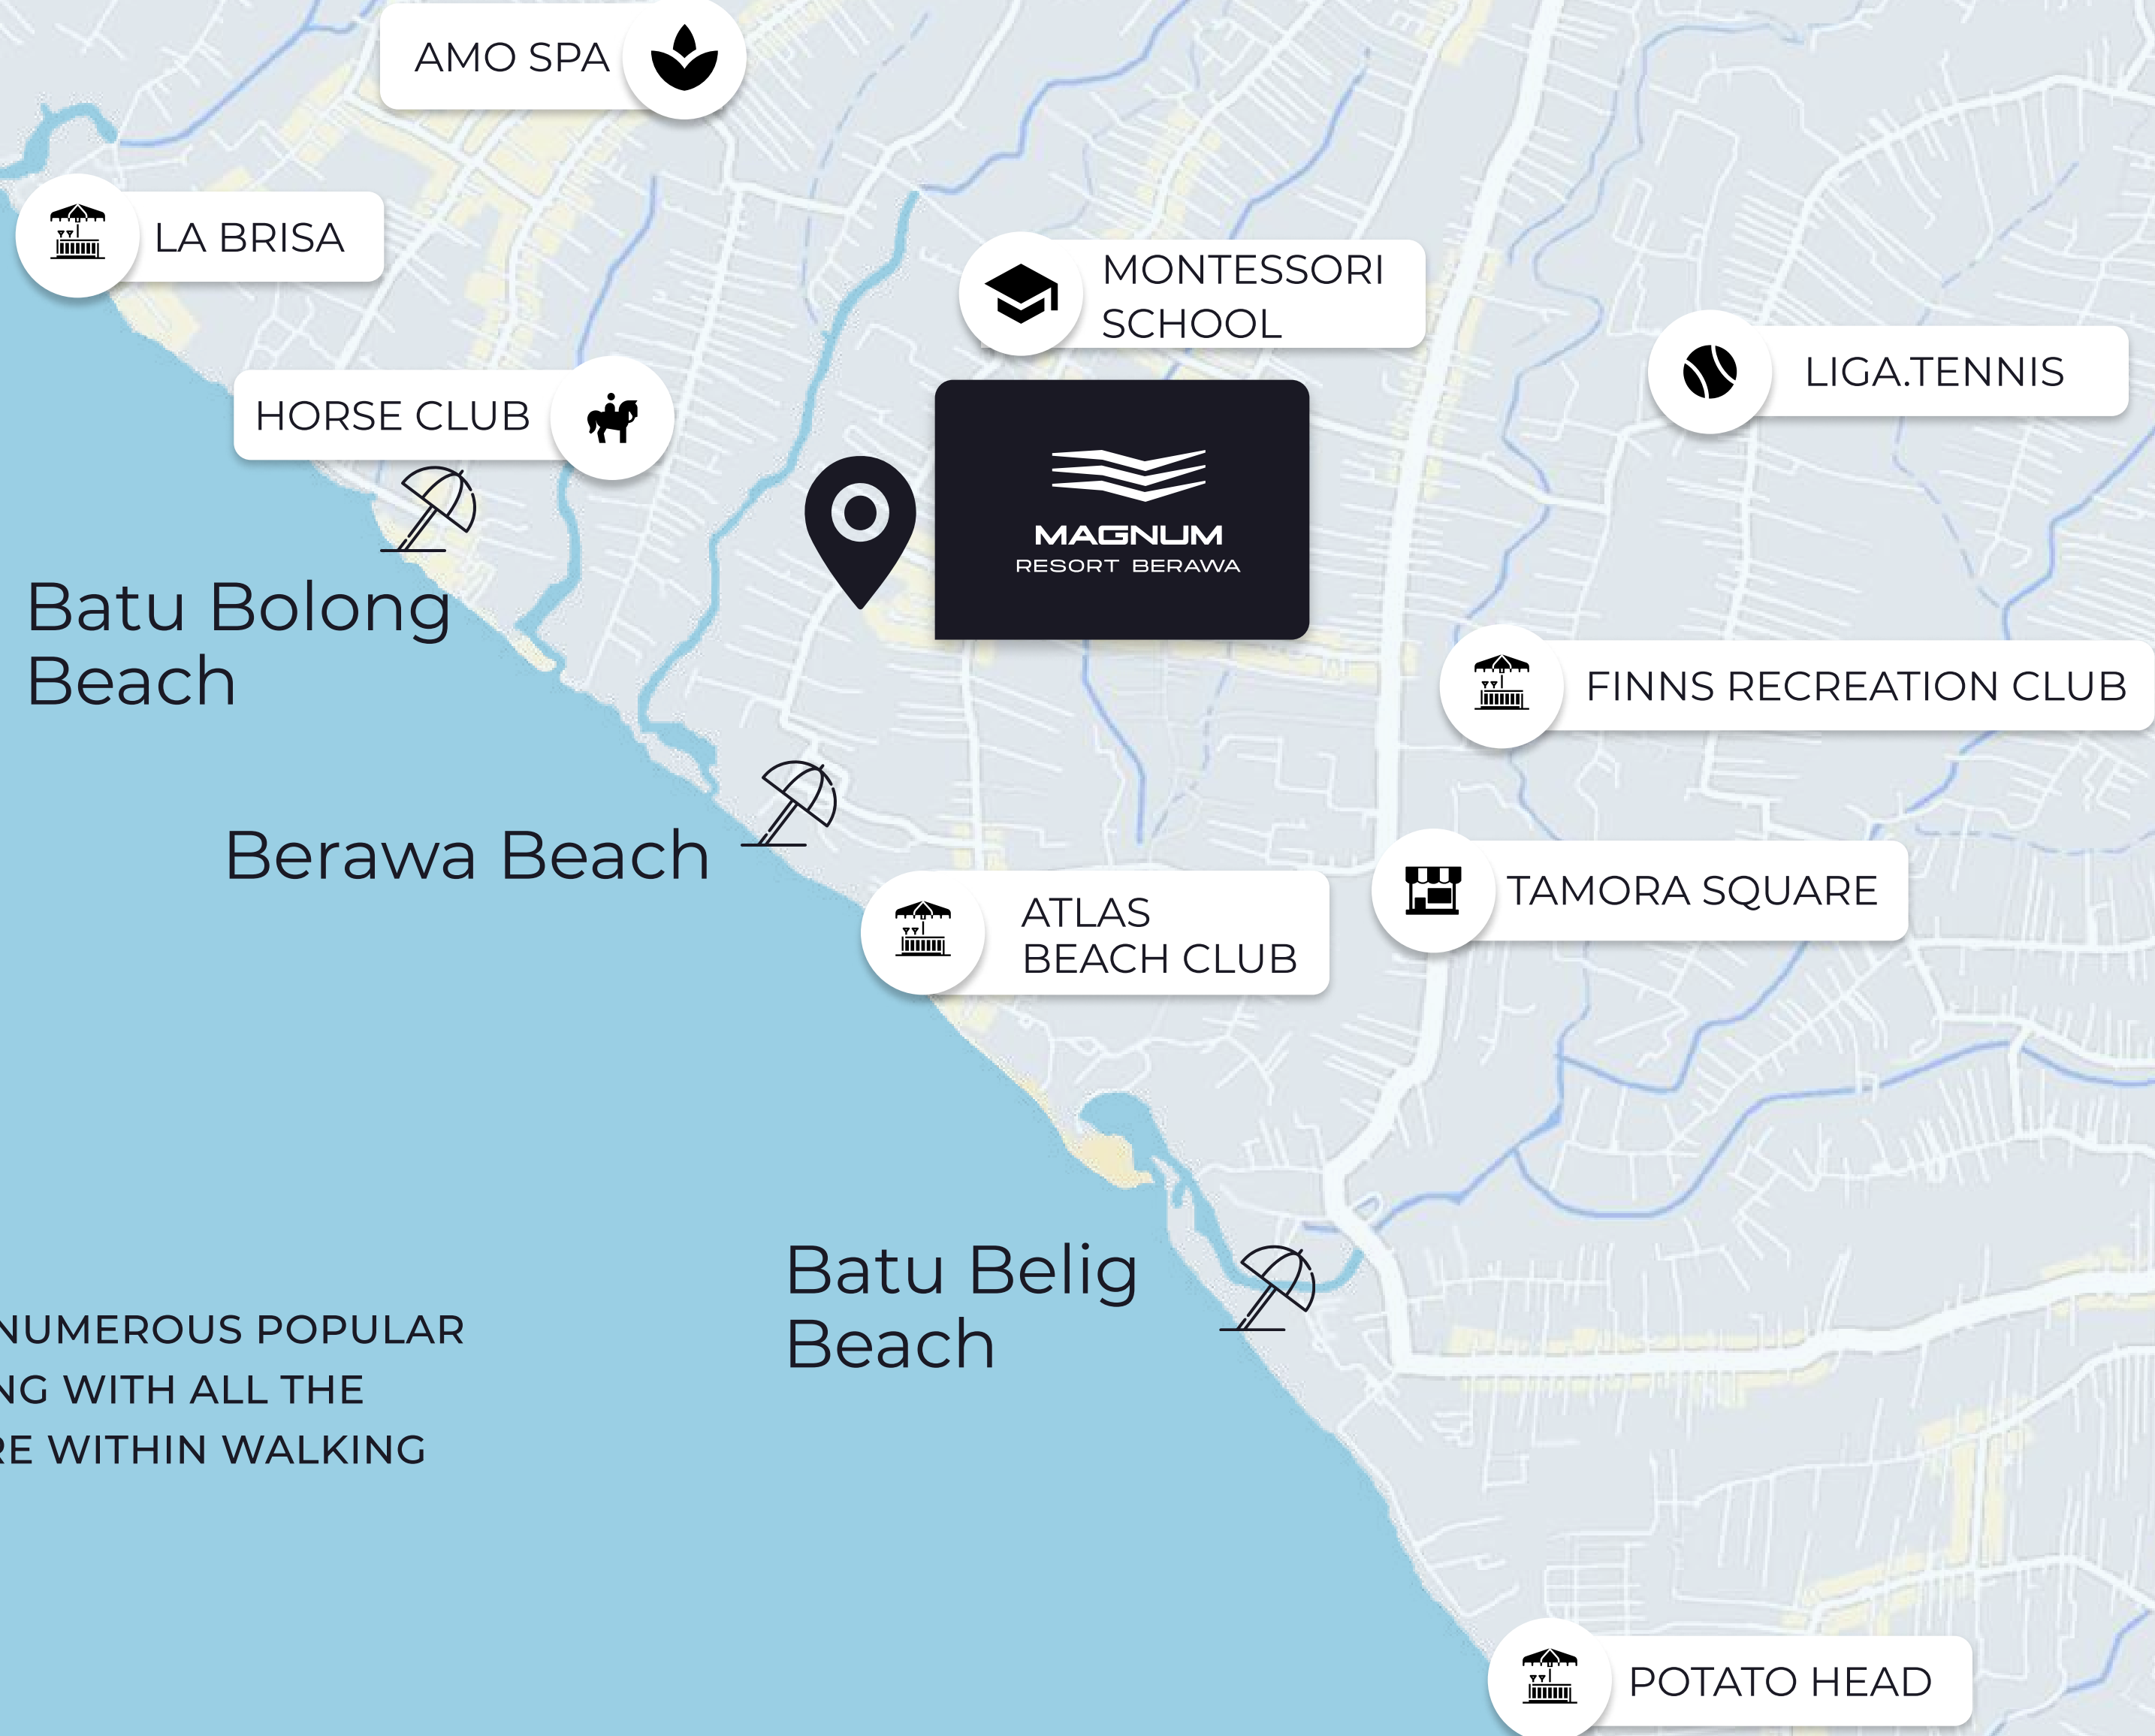 AMO SPA
LA BRISA
MONTESSORI
SCHOOL
LIGA.TENNIS
HORSE CLUB
MAGNUM
RESORT BERAWA
Batu Bolong
Beach
FINNS RECREATION CLUB
Berawa Beach
TAMORA SQUARE
ATLAS
BEACH CLUB
Batu Belig
Beach
NUMEROUS POPULAR
WITH ALL THE
WITHIN WALKING
POTATO HEAD